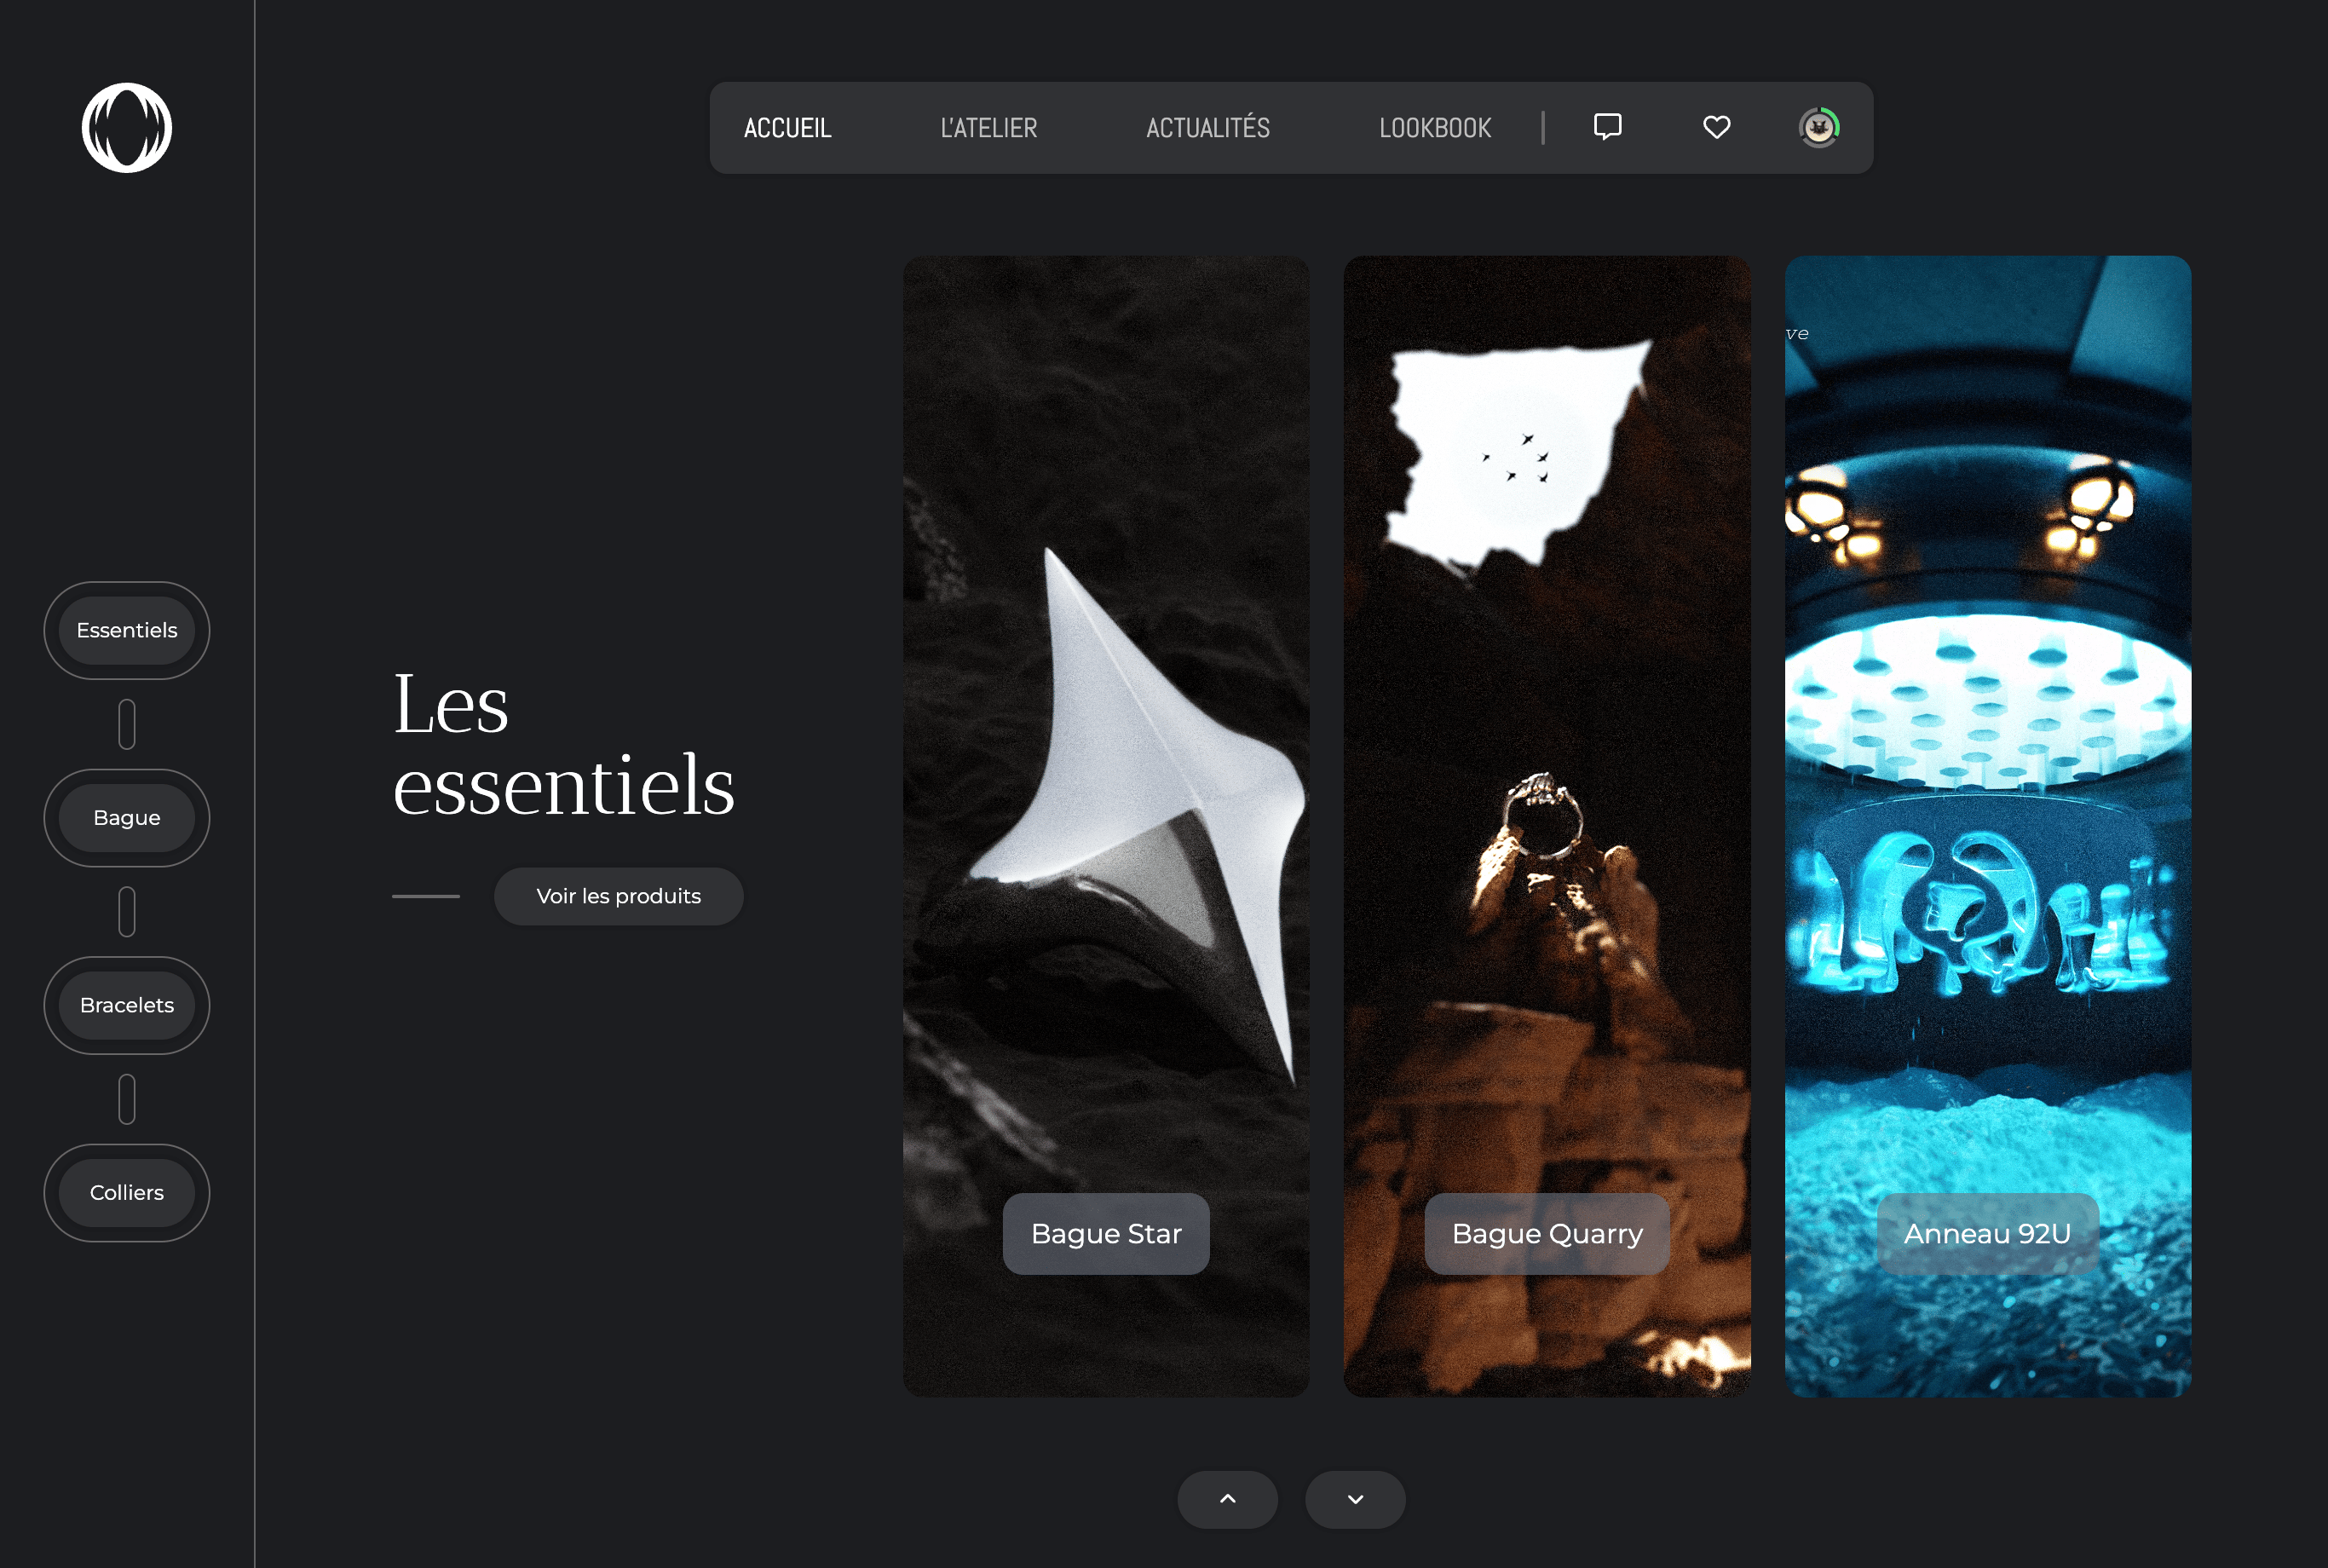 ACCUEIL
L'ATELIER
ACTUALITÉS
LOOKBOOK
Essentiels
Bague
Bracelets
Colliers
Les
essentiels
Voir les produits
ve
Bague Star
Bague Quarry
Anneau 92U